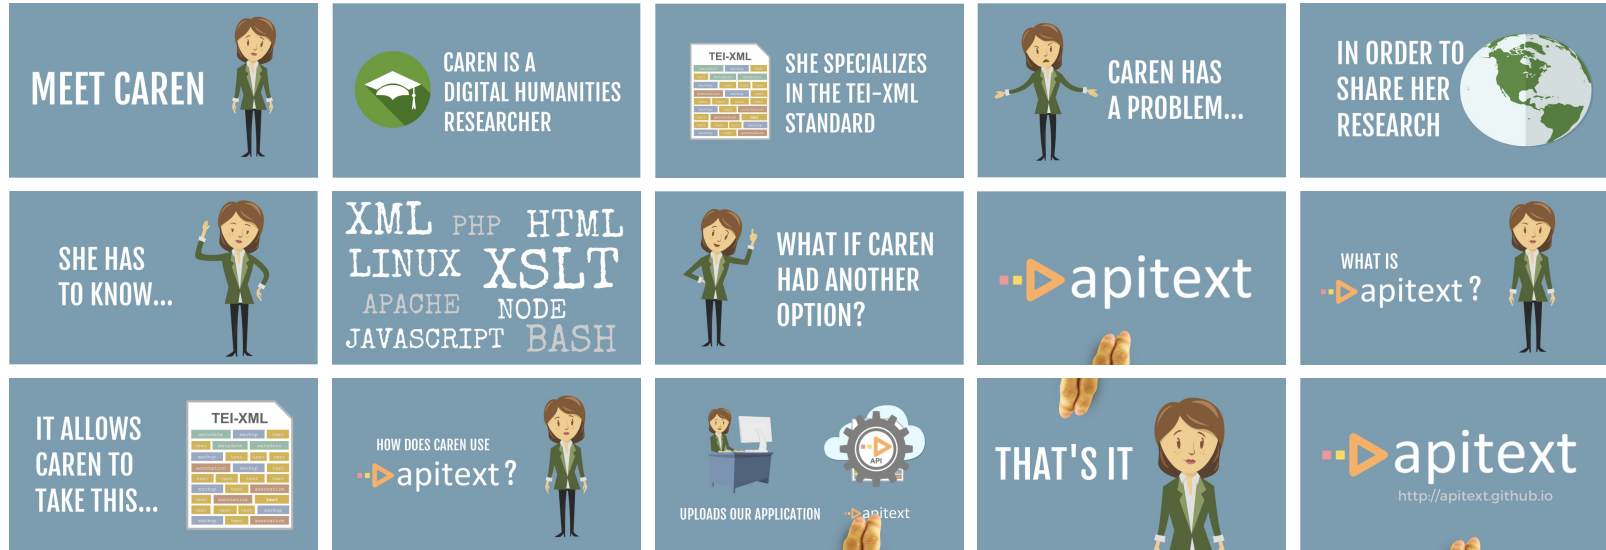 MEET CAREN
CAREN IS A
DIGITAL HUMANITIES
RESEARCHER
TEI-XML
SHE SPECIALIZES
IN THE TEI-XML
STANDARD
CAREN HAS
A PROBLEM...
IN ORDER TO
SHARE HER
RESEARCH
SHE HAS
TO KNOW...
XML PHP HTML
LINUX XSLT
APACHE NODE
JAVASCRIPT BASH
WHAT IF CAREN
HAD ANOTHER
OPTION?
apitext
WHAT IS
apitext ?
IT ALLOWS
CAREN TO
TAKE THIS...
TEI-XML
HOW DOES CAREN USE
apitext ?
API
UPLOADS OUR APPLICATION
apitext
THAT'S IT
apitext
http://apitext.github.io